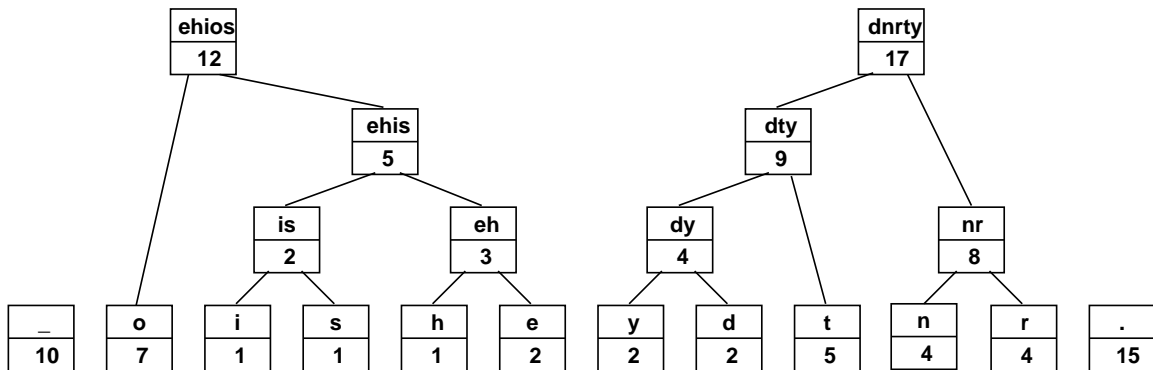 ehios dnrty
12 17
ehis dty
5 9
is eh dy nr
2 3 4 8
_ o i s h e y d t n r .
10 7 1 1 1 2 2 2 5 4 4 15